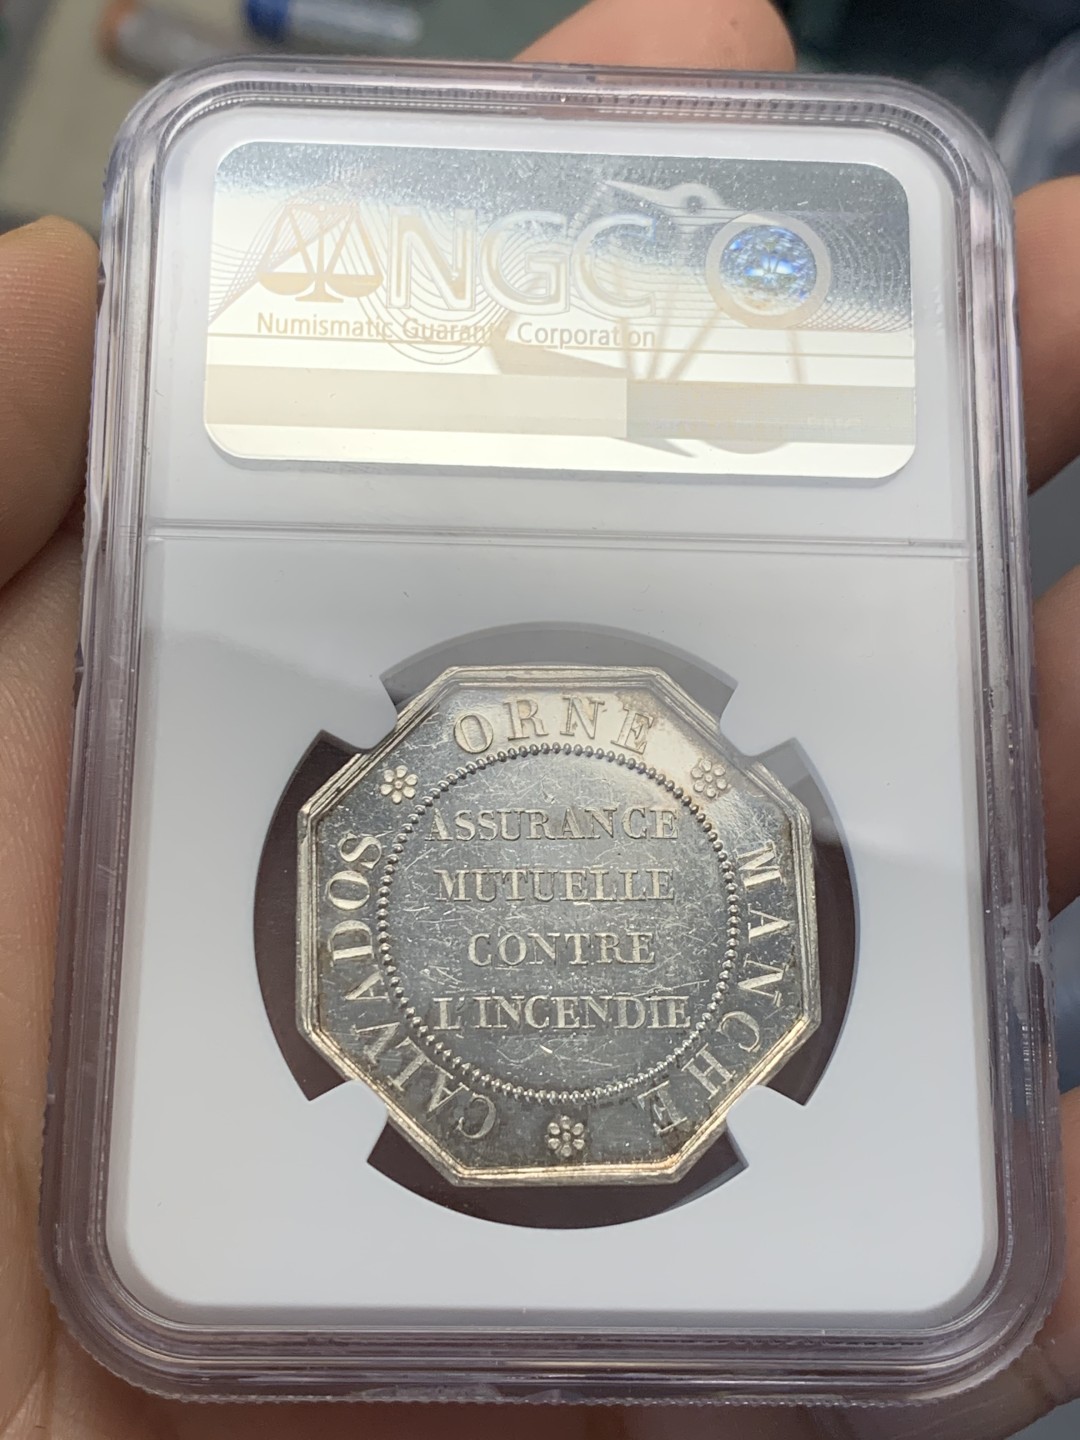 NGC
Numismatic Guaranty Corporation
ORNE
MANCHE
CALVADOS
ASSURANCE
MUTUELLE
CONTRE
L'INCENDIE